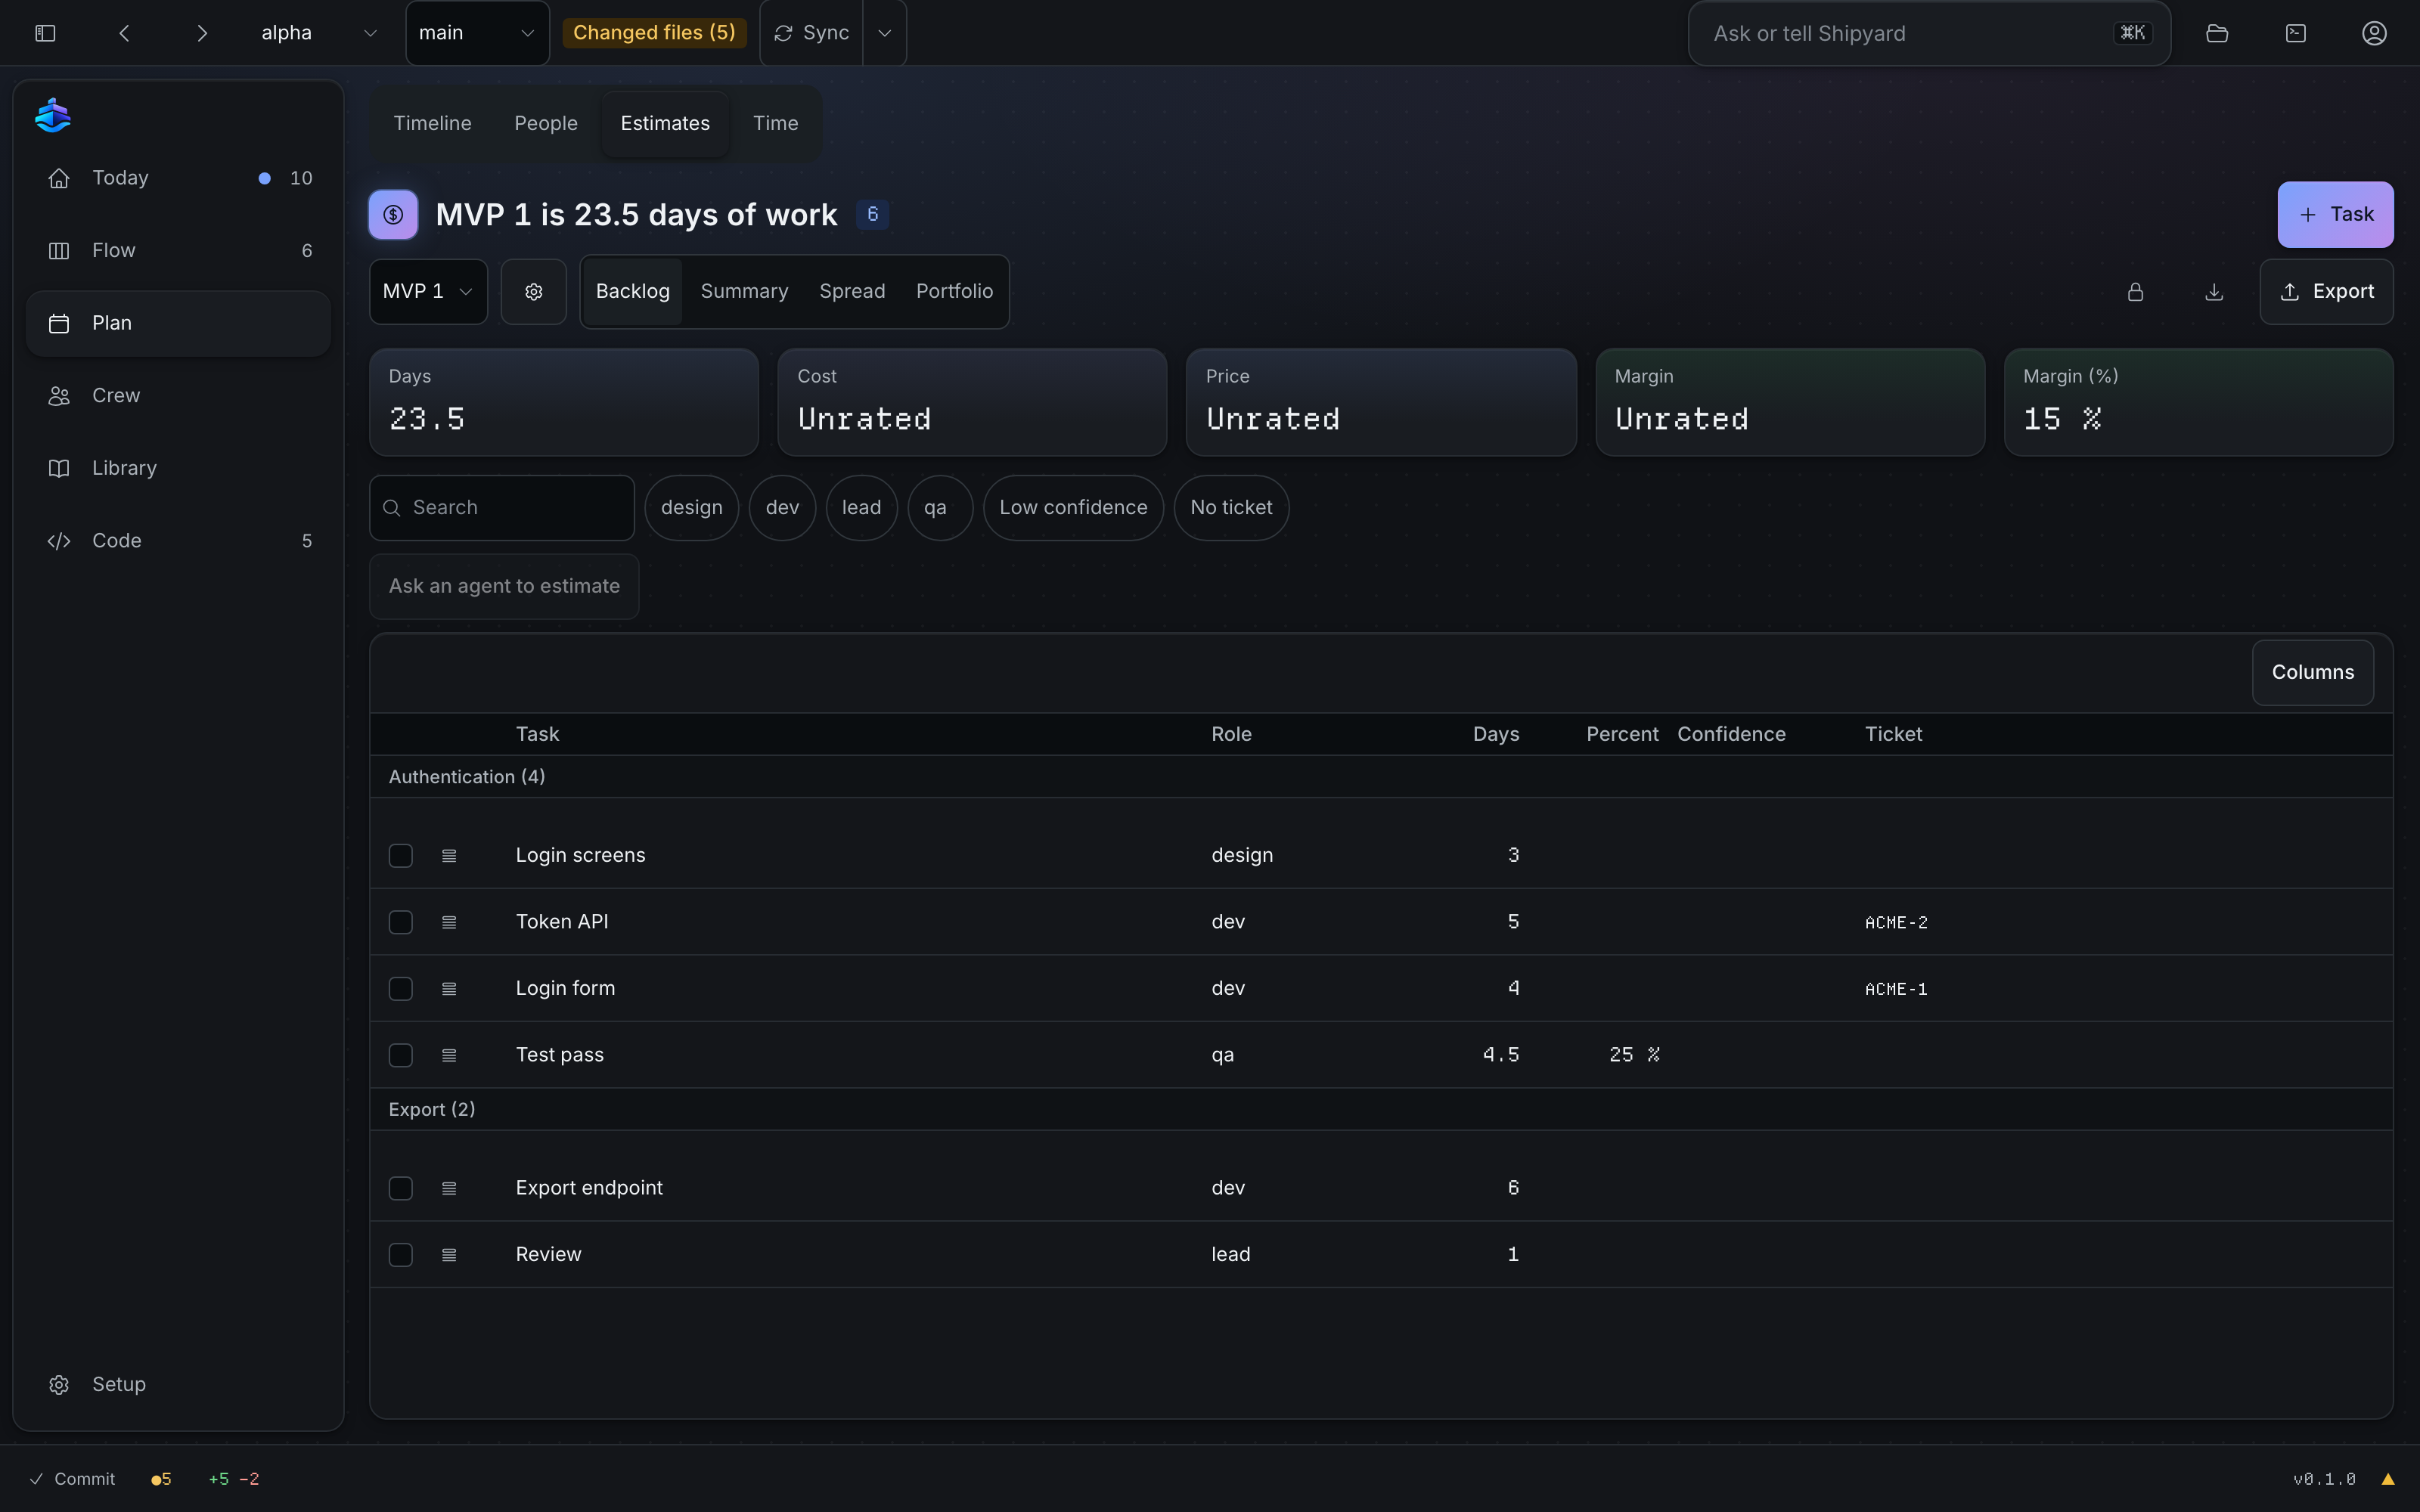 alpha main Changed files (5) Sync Ask or tell Shipyard ⌘K
Timeline People Estimates Time
Today 10
Flow 6
Plan
Crew
Library
Code 5
Setup
MVP 1 is 23.5 days of work 6
+ Task
MVP 1 Backlog Summary Spread Portfolio Export
Days Cost Price Margin Margin (%)
23.5 Unrated Unrated Unrated 15 %
Search design dev lead qa Low confidence No ticket
Ask an agent to estimate
Columns
Task Role Days Percent Confidence Ticket
Authentication (4)
Login screens design 3
Token API dev 5 ACME-2
Login form dev 4 ACME-1
Test pass qa 4.5 25 %
Export (2)
Export endpoint dev 6
Review lead 1
Commit 5 +5 -2 v0.1.0